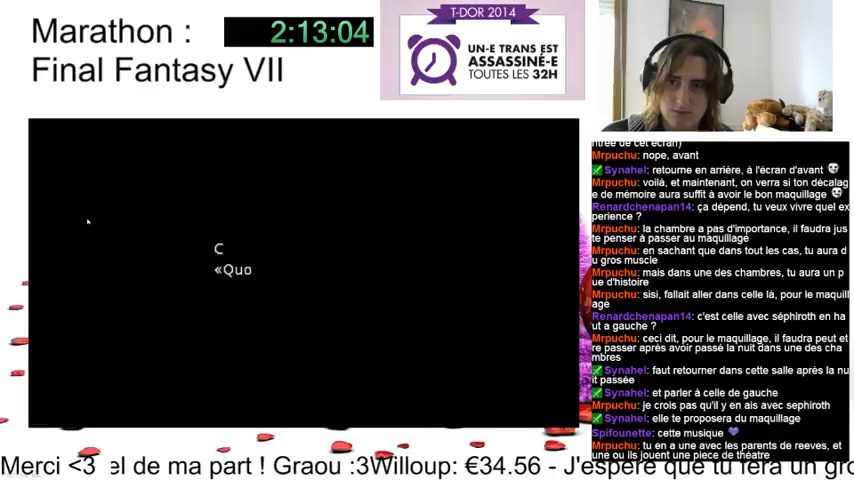 Marathon :
Final Fantasy VII
2:13:04
T-DOR 2014
UN·E TRANS EST
ASSASSINÉ·E
TOUTES LES 32H
C
«Quo
ntrée de cet écran)
Mrpuchu: nope, avant
Synahel: retourne en arrière, à l'écran d'avant
Mrpuchu: voilà, et maintenant, on verra si ton décalag
e de mémoire aura suffit à avoir le bon maquillage
Renardchenapan14: ça dépend, tu veux vivre quel ex
perience ?
Mrpuchu: la chambre a pas d'importance, il faudra jus
te penser à passer au maquillage
Mrpuchu: en sachant que dans tout les cas, tu aura d
u gros muscle
Mrpuchu: mais dans une des chambres, tu aura un p
ue d'histoire
Mrpuchu: sisi, fallait aller dans celle là, pour le maquill
age
Renardchenapan14: c'est celle avec séphiroth en ha
ut a gauche ?
Mrpuchu: ceci dit, pour le maquillage, il faudra peut et
re passer après avoir passé la nuit dans une des cha
mbres
Synahel: faut retourner dans cette salle après la nu
it passée
Synahel: et parler à celle de gauche
Mrpuchu: je crois pas qu'il y en ais avec sephiroth
Synahel: elle te proposera du maquillage
Spifounette: cette musique
Mrpuchu: tu en a une avec les parents de reeves, et
une ou ils jouent une piece de théatre
Merci <3 el de ma part ! Graou :3Willoup: €34.56 - J'espère que tu fera un gro